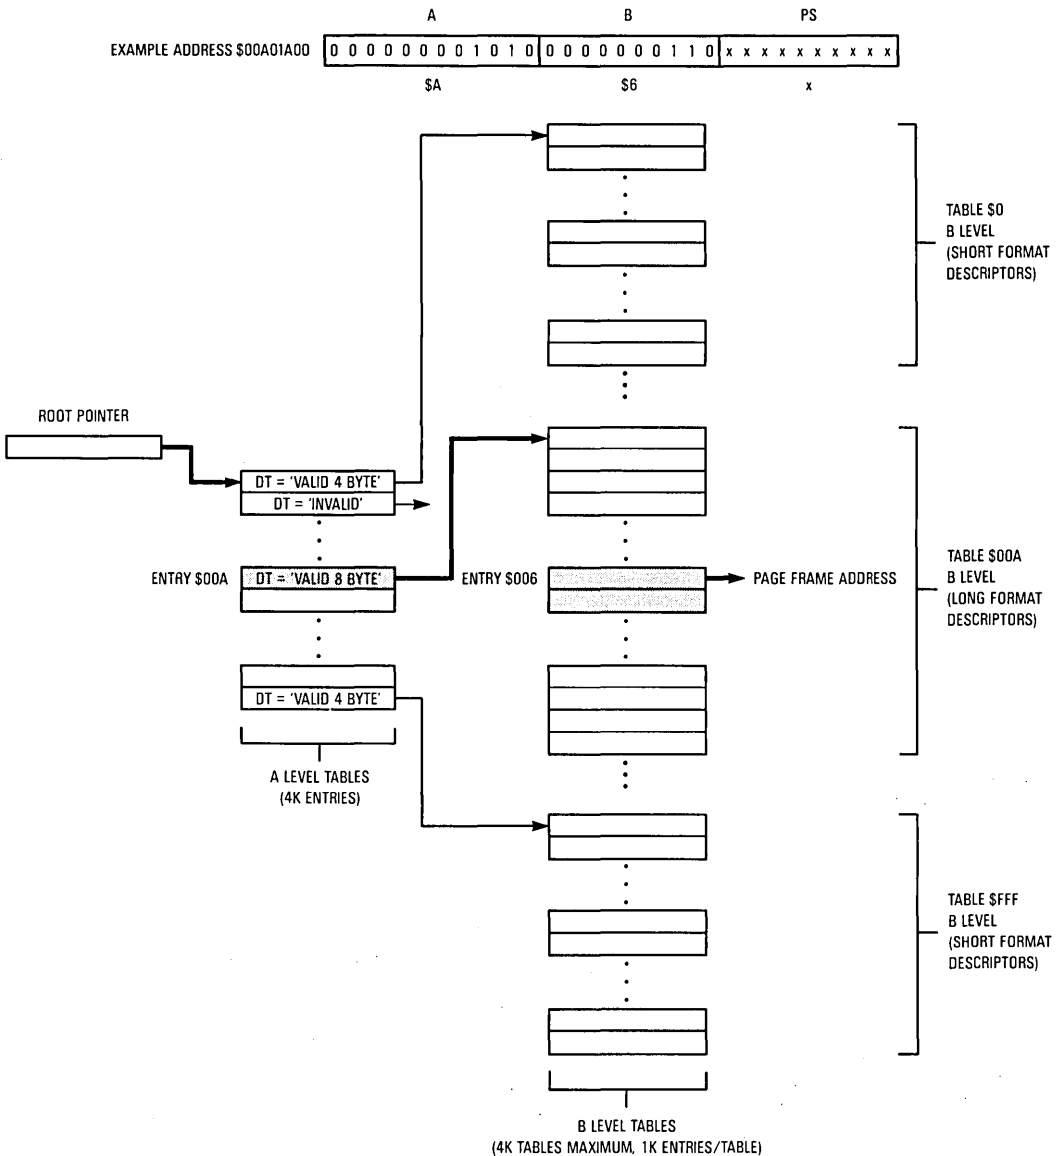 A B PS
EXAMPLE ADDRESS $00A01A00 0 0 0 0 0 0 0 0 1 0 1 0 0 0 0 0 0 0 0 1 1 0 x x x x x x x x x x
$A $6 x
TABLE $0
B LEVEL
(SHORT FORMAT
DESCRIPTORS)
ROOT POINTER
DT = 'VALID 4 BYTE'
DT = 'INVALID'
ENTRY $00A DT = 'VALID 8 BYTE' ENTRY $006 PAGE FRAME ADDRESS
TABLE $00A
B LEVEL
(LONG FORMAT
DESCRIPTORS)
DT = 'VALID 4 BYTE'
A LEVEL TABLES
(4K ENTRIES)
TABLE $FFF
B LEVEL
(SHORT FORMAT
DESCRIPTORS)
B LEVEL TABLES
(4K TABLES MAXIMUM, 1K ENTRIES/TABLE)